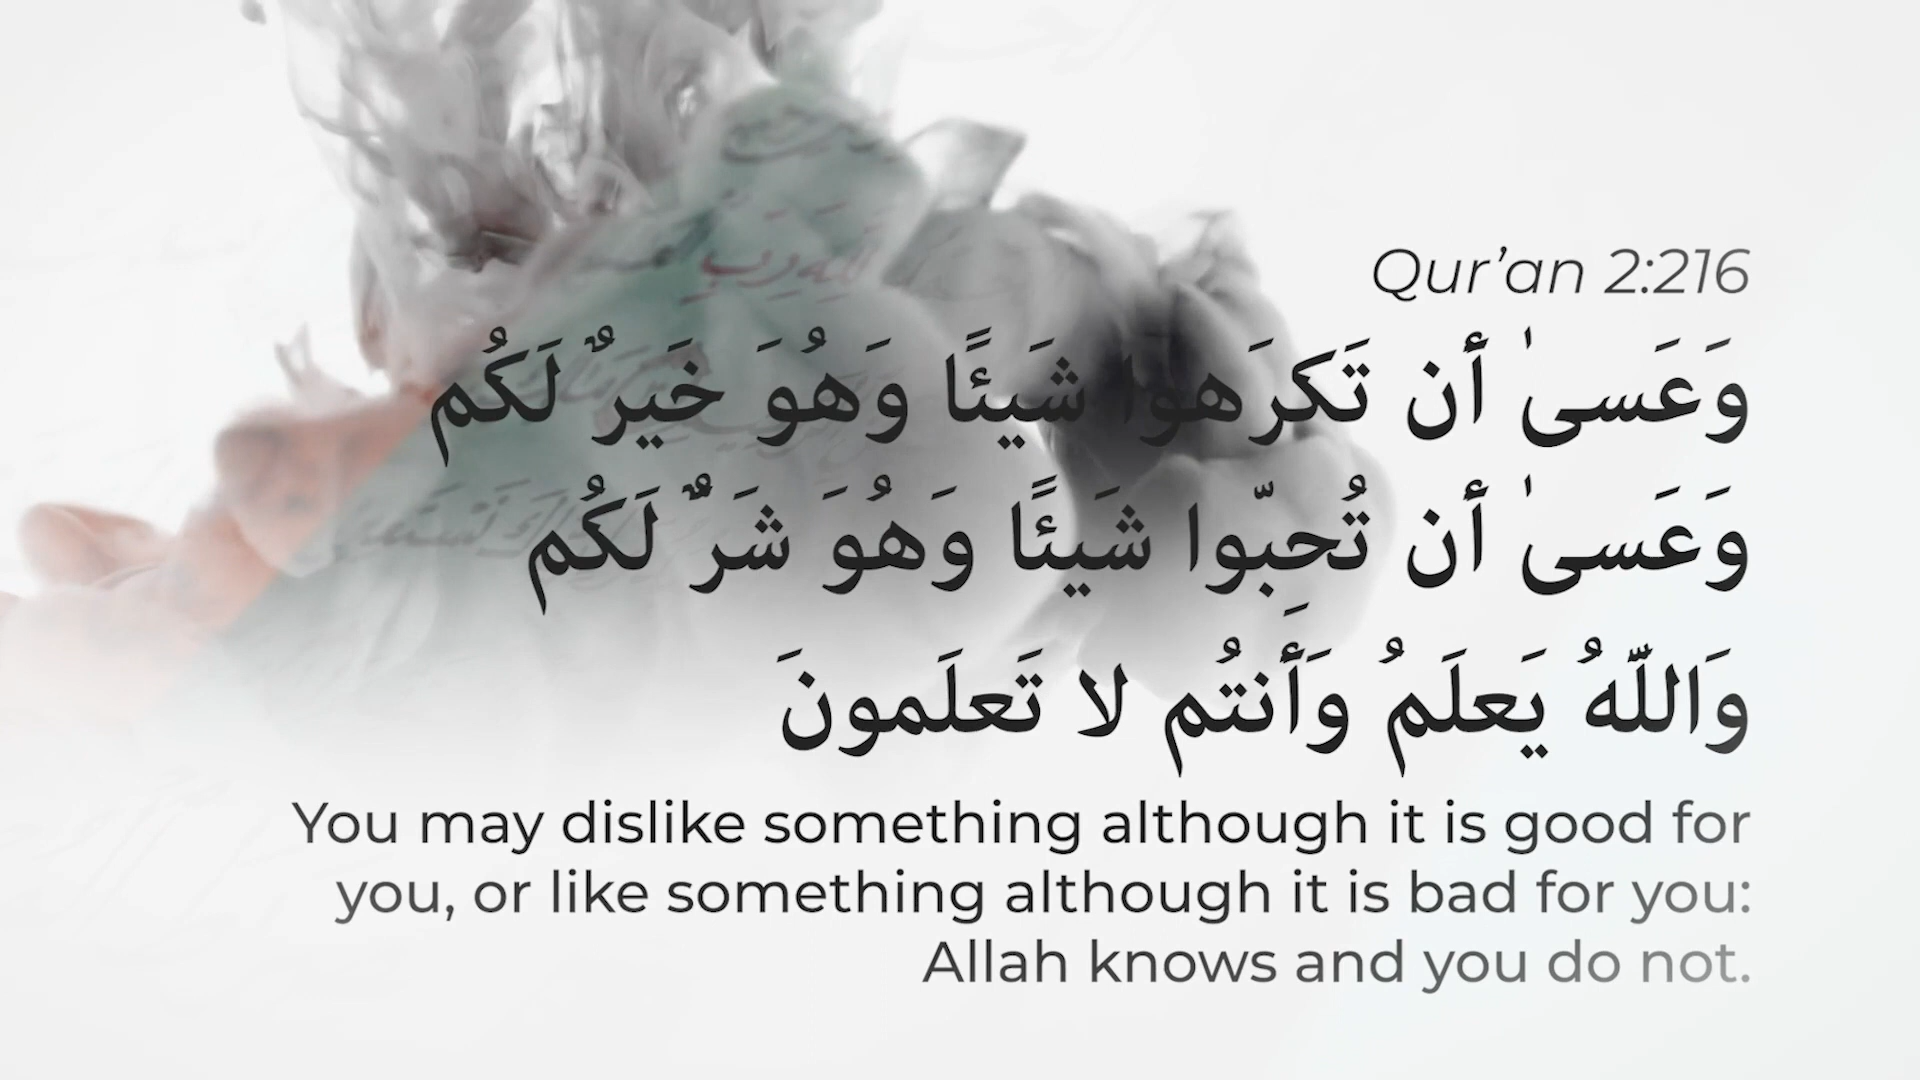 Qur’an 2:216
وَعَسىٰ أَن تَكرَهوا شَيئًا وَهُوَ خَيرٌ لَكُم
وَعَسىٰ أَن تُحِبّوا شَيئًا وَهُوَ شَرٌّ لَكُم
وَاللَّهُ يَعلَمُ وَأَنتُم لا تَعلَمونَ
You may dislike something although it is good for
you, or like something although it is bad for you:
Allah knows and you do not.